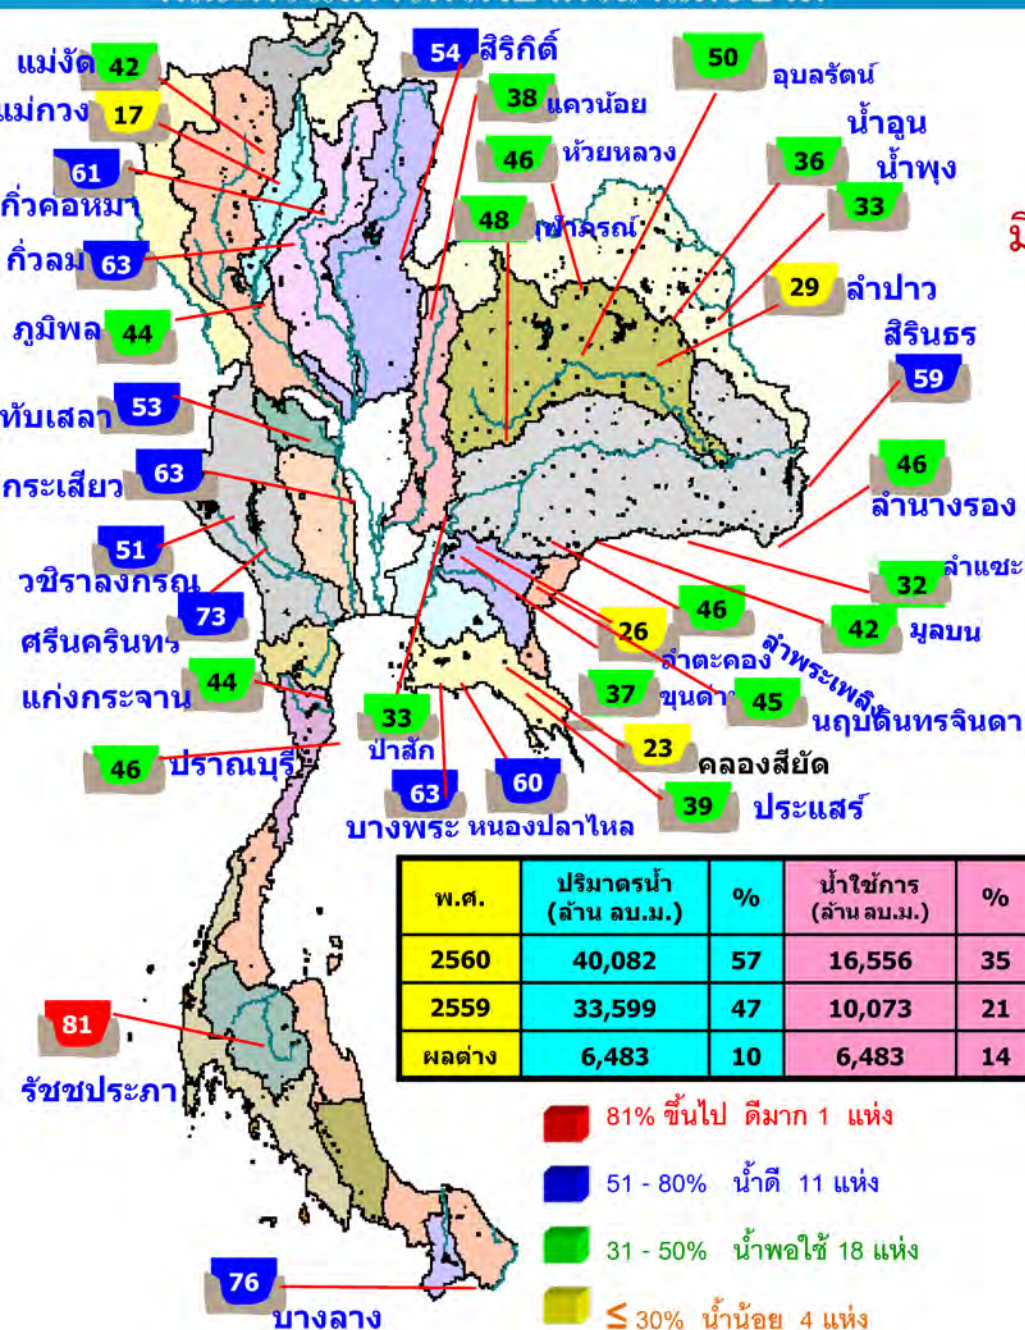 54 สิริกิติ์
แม่งัด 42
50 อุบลรัตน์
38 แควน้อย
แม่กวง 17
น้ำอูน
36
46 ห้วยหลวง
น้ำพุง
33
61
กิ่วคอหมา
48
มี
กิ่วลม 63
29 ลำปาว
ภูมิพล 44
สิรินธร
59
ทับเสลา 53
กระเสียว 63
46
ลำนางรอง
51
วชิราลงกรณ
32 ลำแชะ
73
ศรีนครินทร์
46
42 มูลบน
26
ลำตะคอง
ลำพระเพลิง
แก่งกระจาน 44
37
45
นฤบดินทรจินดา
33
ป่าสัก
23
คลองสียัด
46 ปราณบุรี
63
บางพระ
60
หนองปลาไหล
39
ประแสร์
พ.ศ. ปริมาตรน้ำ (ล้าน ลบ.ม.) % น้ำใช้การ (ล้าน ลบ.ม.) %
2560 40,082 57 16,556 35
2559 33,599 47 10,073 21
ผลต่าง 6,483 10 6,483 14
81
รัชชประภา
81% ขึ้นไป ดีมาก 1 แห่ง
51 - 80% น้ำดี 11 แห่ง
31 - 50% น้ำพอใช้ 18 แห่ง
≤ 30% น้ำน้อย 4 แห่ง
76
บางลาง